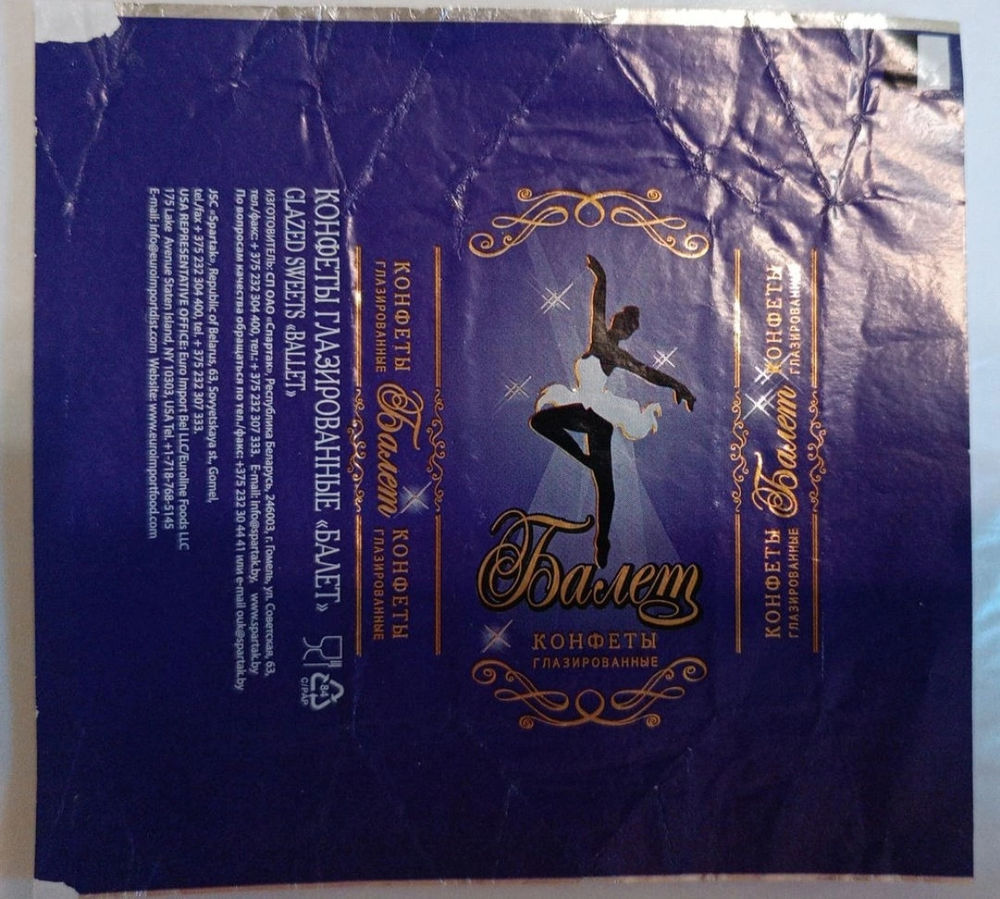 Балет
КОНФЕТЫ
ГЛАЗИРОВАННЫЕ
КОНФЕТЫ
ГЛАЗИРОВАННЫЕ
Балет
КОНФЕТЫ
ГЛАЗИРОВАННЫЕ
КОНФЕТЫ
ГЛАЗИРОВАННЫЕ
Балет
КОНФЕТЫ
ГЛАЗИРОВАННЫЕ
КОНФЕТЫ ГЛАЗИРОВАННЫЕ «БАЛЕТ»
GLAZED SWEETS «BALLET»
ИЗГОТОВИТЕЛЬ: СП ОАО «Спартак», Республика Беларусь, 246003, г. Гомель, ул. Советская, 63,
тел./факс: + 375 232 304 400, тел.: + 375 232 307 333. E-mail: info@spartak.by, www.spartak.by
По вопросам качества обращаться по тел./факс: +375 232 30 44 41 или e-mail ouk@spartak.by
JSC «Spartak», Republic of Belarus, 63, Sovyetskaya st., Gomel,
tel./fax + 375 232 304 400, tel. + 375 232 307 333.
USA REPRESENTATIVE OFFICE: Euro Import Bel LLC/Euroline Foods LLC
175 Lake Avenue Staten Island, NY 10303, USA Tel. +1-718-768-5145
E-mail: info@euroimportdist.com Website: www.euroimportfood.com
84
C/PAP